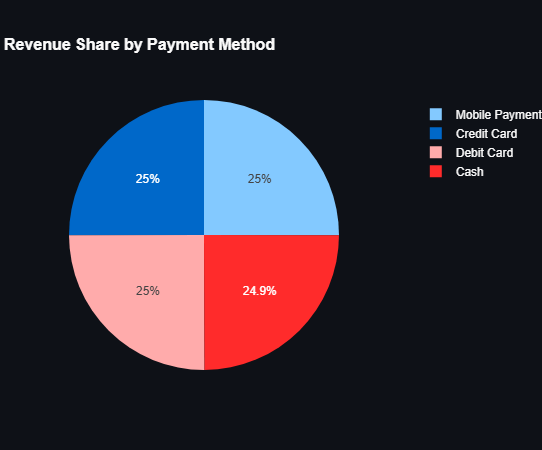 Revenue Share by Payment Method
Mobile Payment
Credit Card
Debit Card
Cash
25%
25%
25%
24.9%